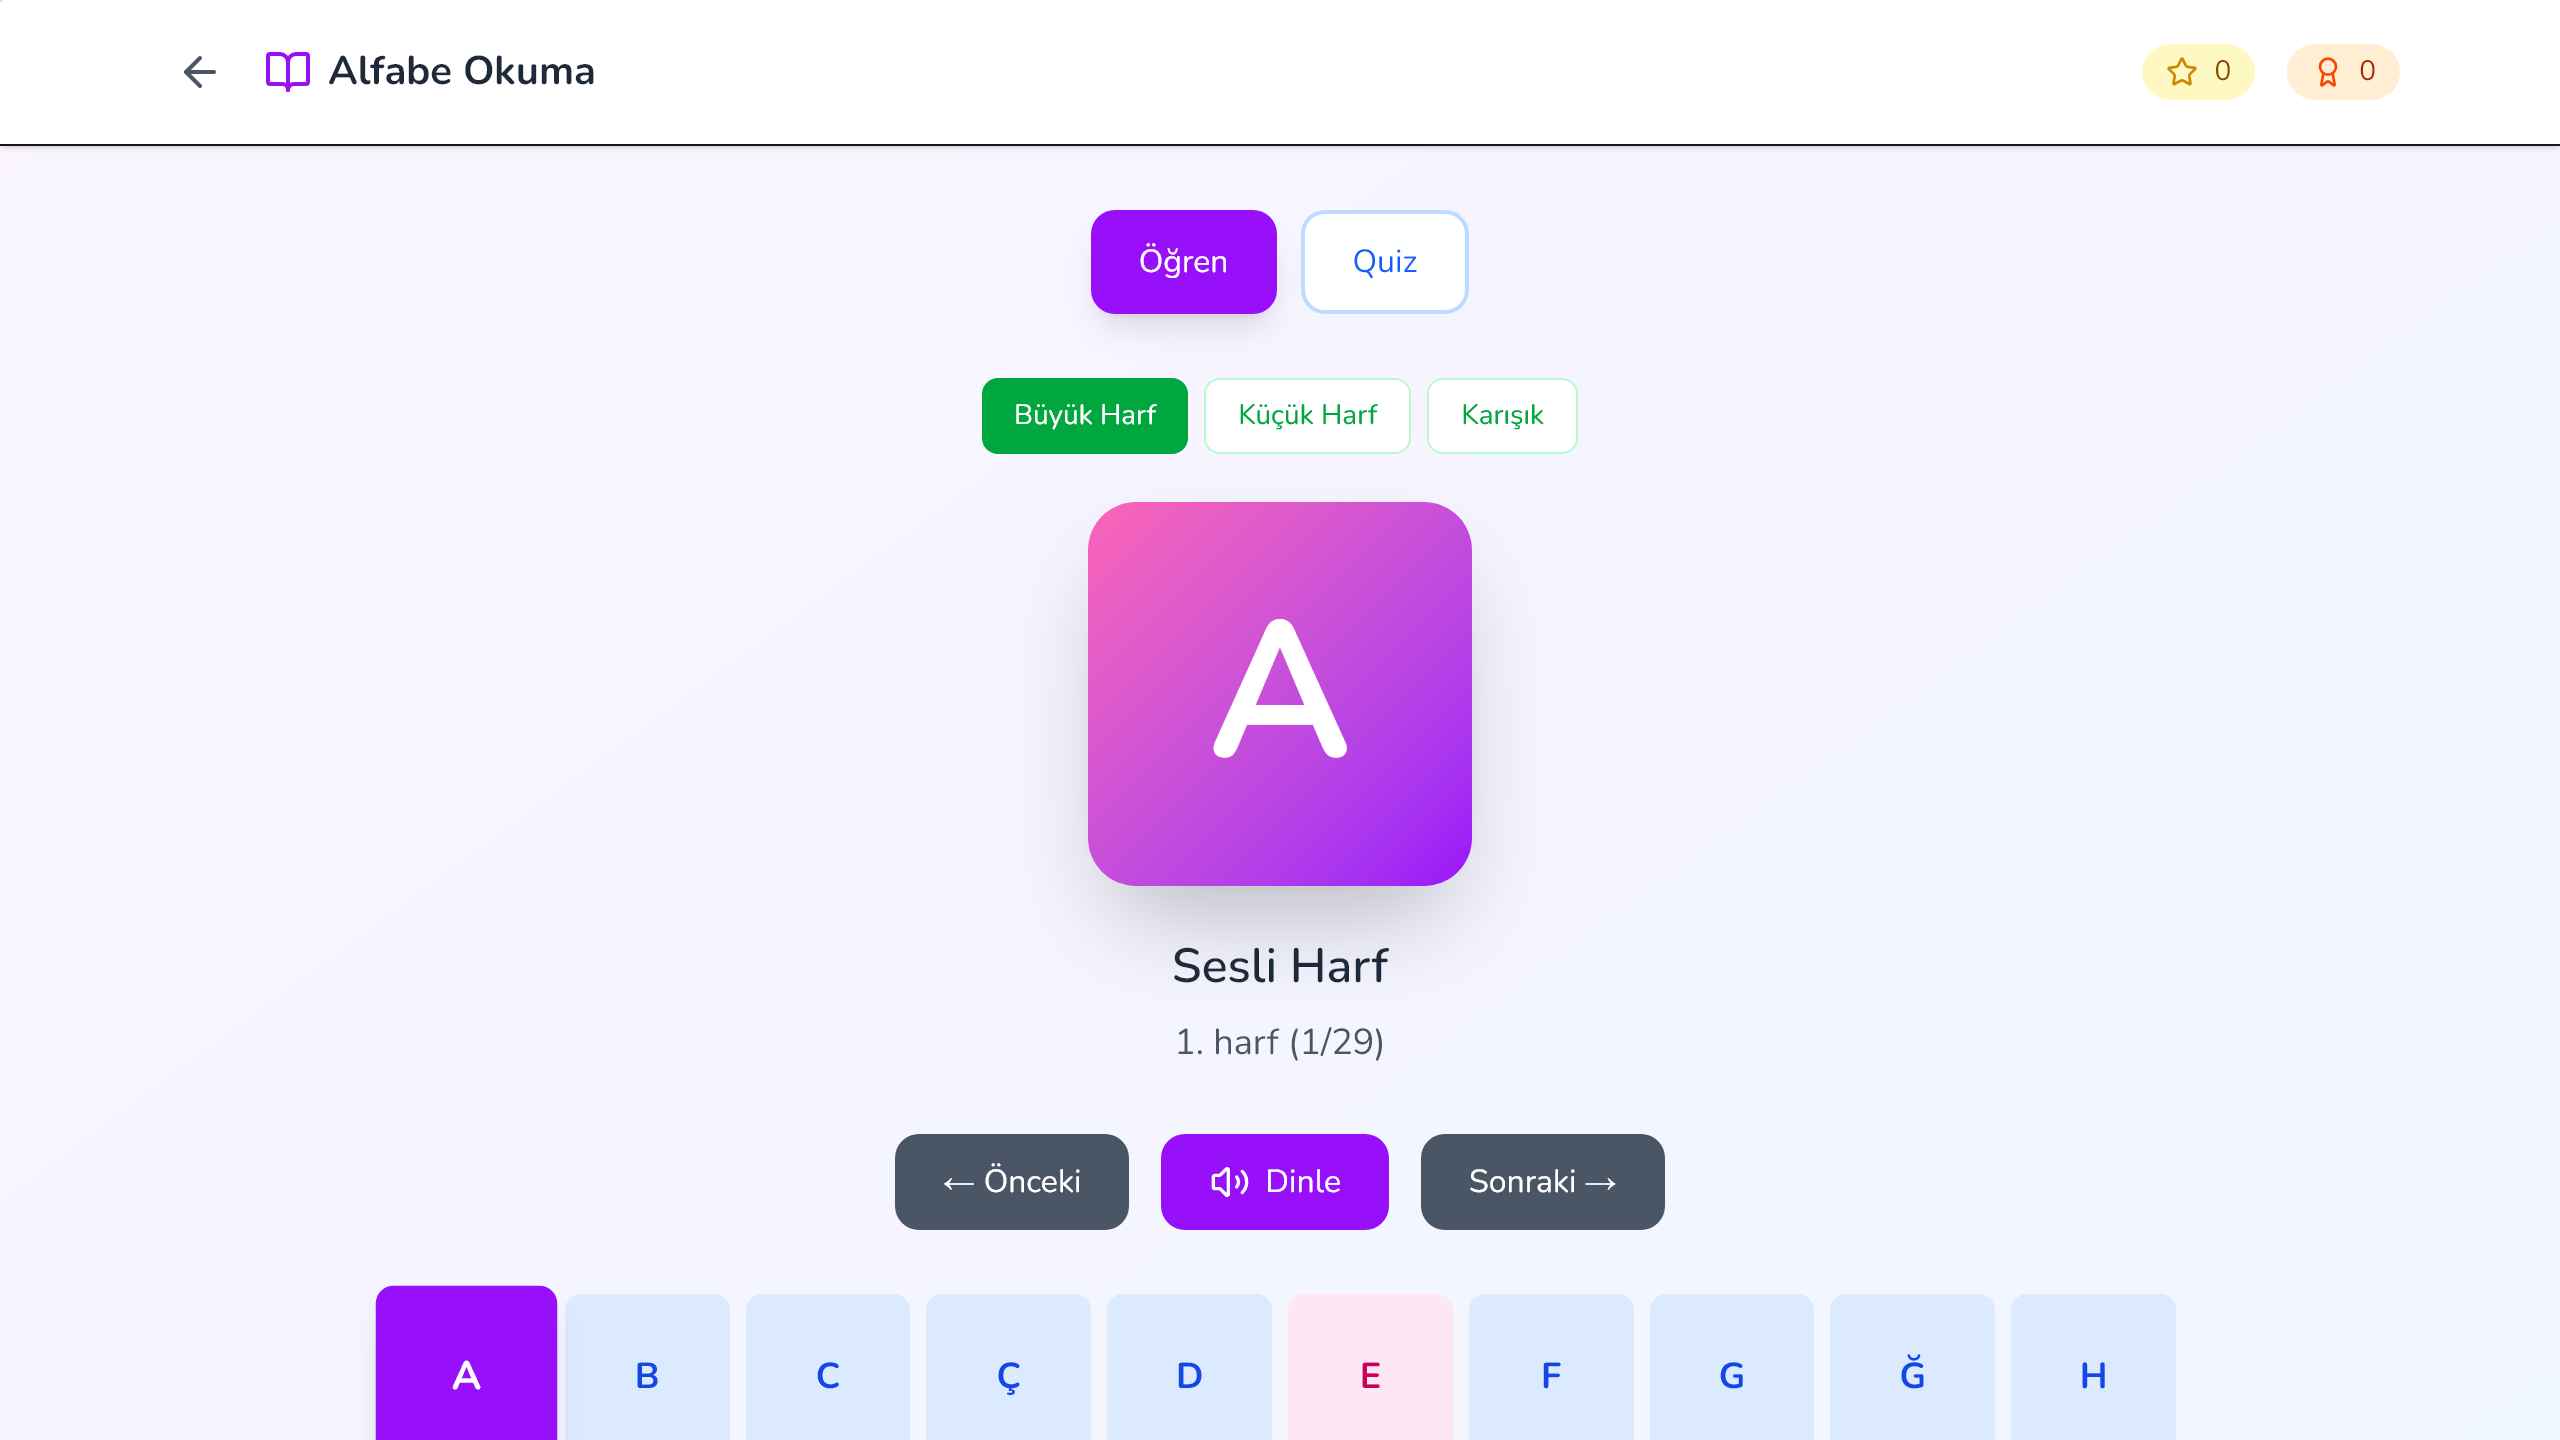 Alfabe Okuma
0
0
Öğren
Quiz
Büyük Harf
Küçük Harf
Karışık
A
Sesli Harf
1. harf (1/29)
← Önceki
Dinle
Sonraki →
A
B
C
Ç
D
E
F
G
Ğ
H